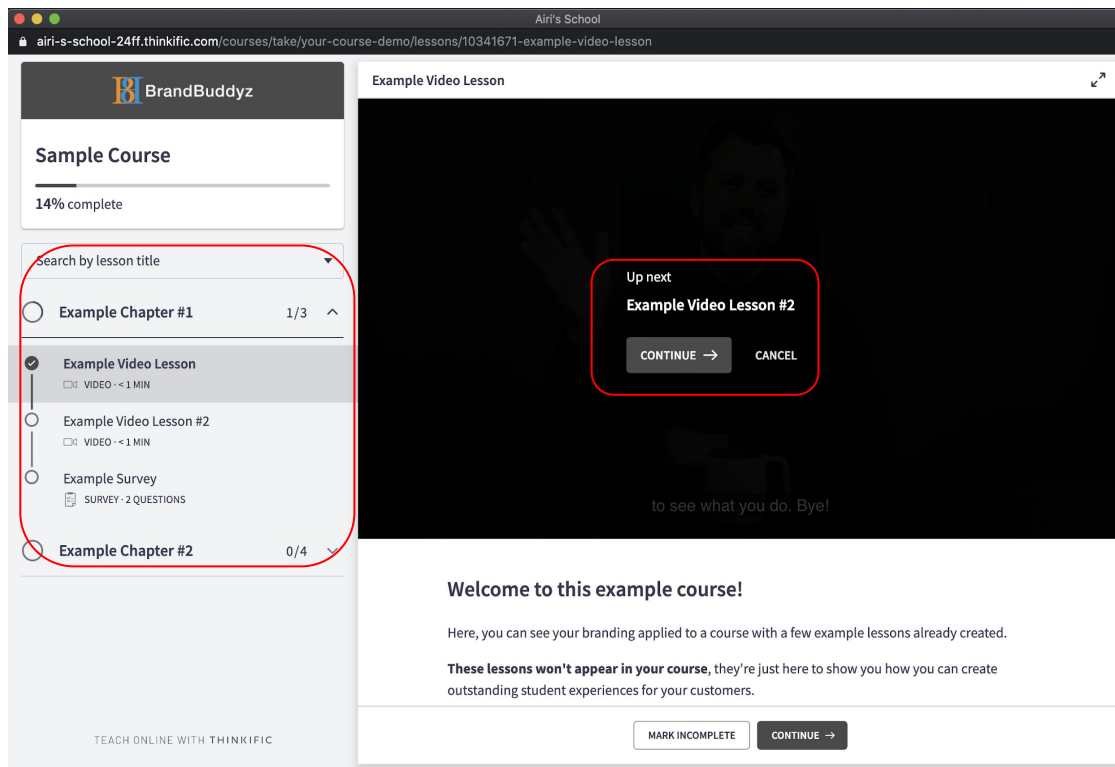 Airi's School
airi-s-school-24ff.thinkific.com/courses/take/your-course-demo/lessons/10341671-example-video-lesson
BrandBuddyz
Sample Course
14% complete
Search by lesson title
Example Chapter #1 1/3
Example Video Lesson
VIDEO · < 1 MIN
Example Video Lesson #2
VIDEO · < 1 MIN
Example Survey
SURVEY · 2 QUESTIONS
Example Chapter #2 0/4
TEACH ONLINE WITH THINKIFIC
Example Video Lesson
Up next
Example Video Lesson #2
CONTINUE → CANCEL
to see what you do. Bye!
Welcome to this example course!
Here, you can see your branding applied to a course with a few example lessons already created.
These lessons won't appear in your course, they're just here to show you how you can create
outstanding student experiences for your customers.
MARK INCOMPLETE CONTINUE →